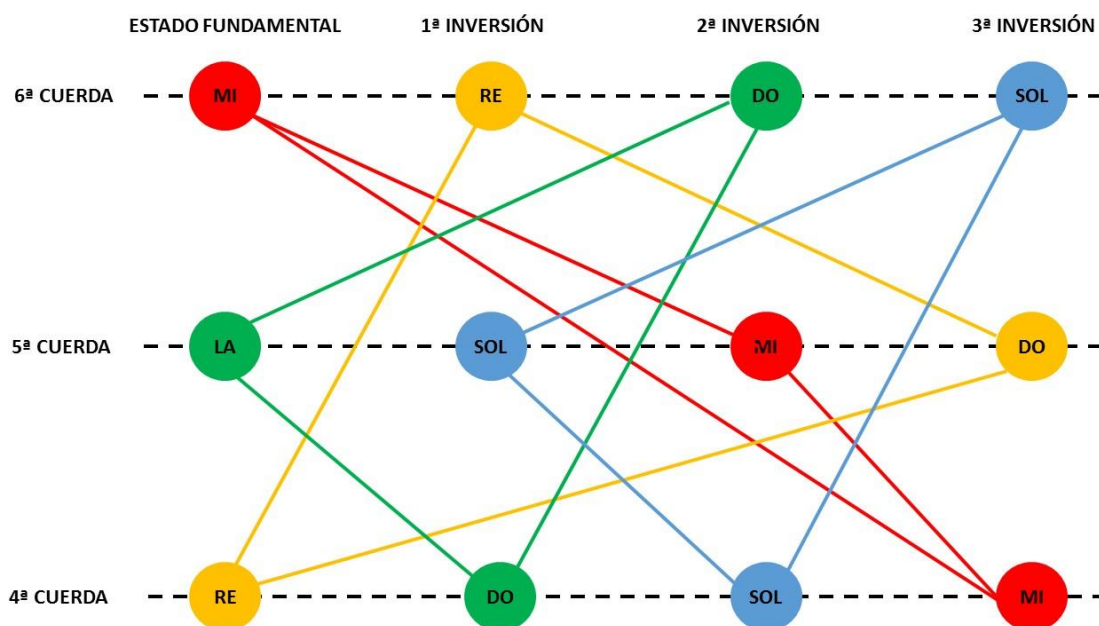 ESTADO FUNDAMENTAL 1ª INVERSIÓN 2ª INVERSIÓN 3ª INVERSIÓN
6ª CUERDA MI RE DO SOL
5ª CUERDA LA SOL MI DO
4ª CUERDA RE DO SOL MI